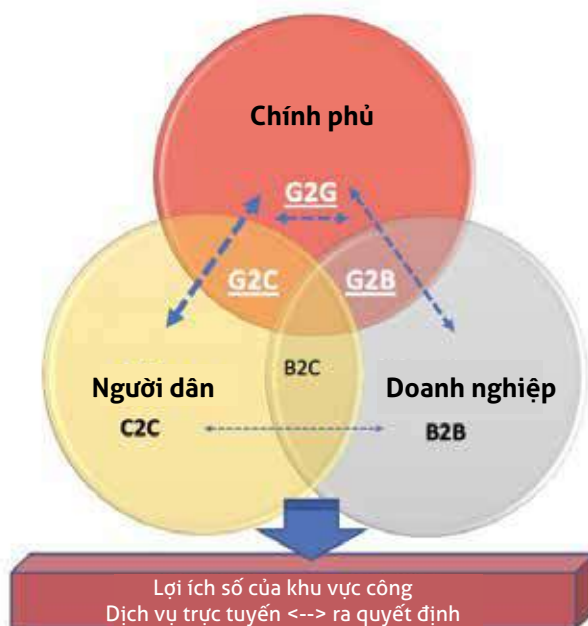 Chính phủ
G2G
G2C
G2B
B2C
Người dân
Doanh nghiệp
C2C
B2B
Lợi ích số của khu vực công
Dịch vụ trực tuyến <--> ra quyết định